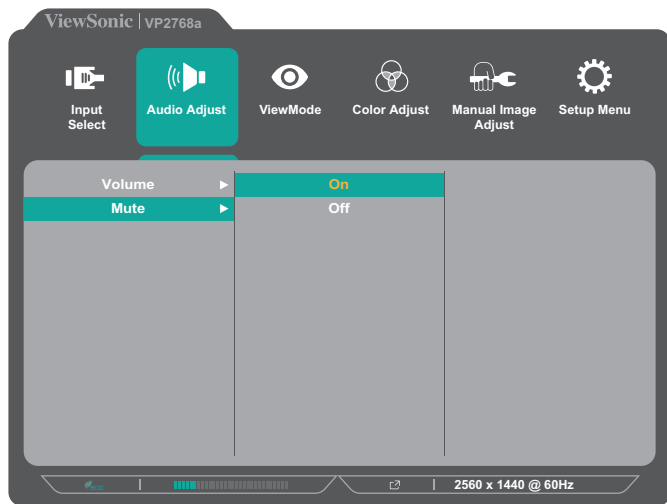 ViewSonic | VP2768a
Input Select
Audio Adjust
ViewMode
Color Adjust
Manual Image Adjust
Setup Menu
Volume
On
Mute
Off
2560 x 1440 @ 60Hz